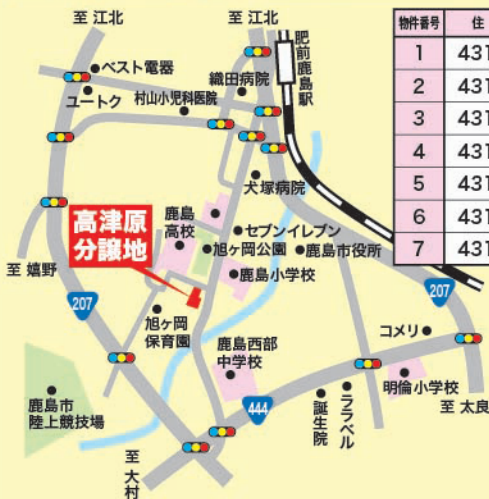 至 江北
至 江北
ベスト電器
ユートク
村山小児科医院
織田病院
肥前鹿島駅
犬塚病院
鹿島
高校
セブンイレブン
旭ヶ岡公園
鹿島市役所
鹿島小学校
高津原
分譲地
至 嬉野
207
旭ヶ岡
保育園
207
コメリ
鹿島西部
中学校
明倫小学校
至 太良
鹿島市
陸上競技場
444
誕生院
ララベル
至 大村
物件番号 住
1 431
2 431
3 431
4 431
5 431
6 431
7 431